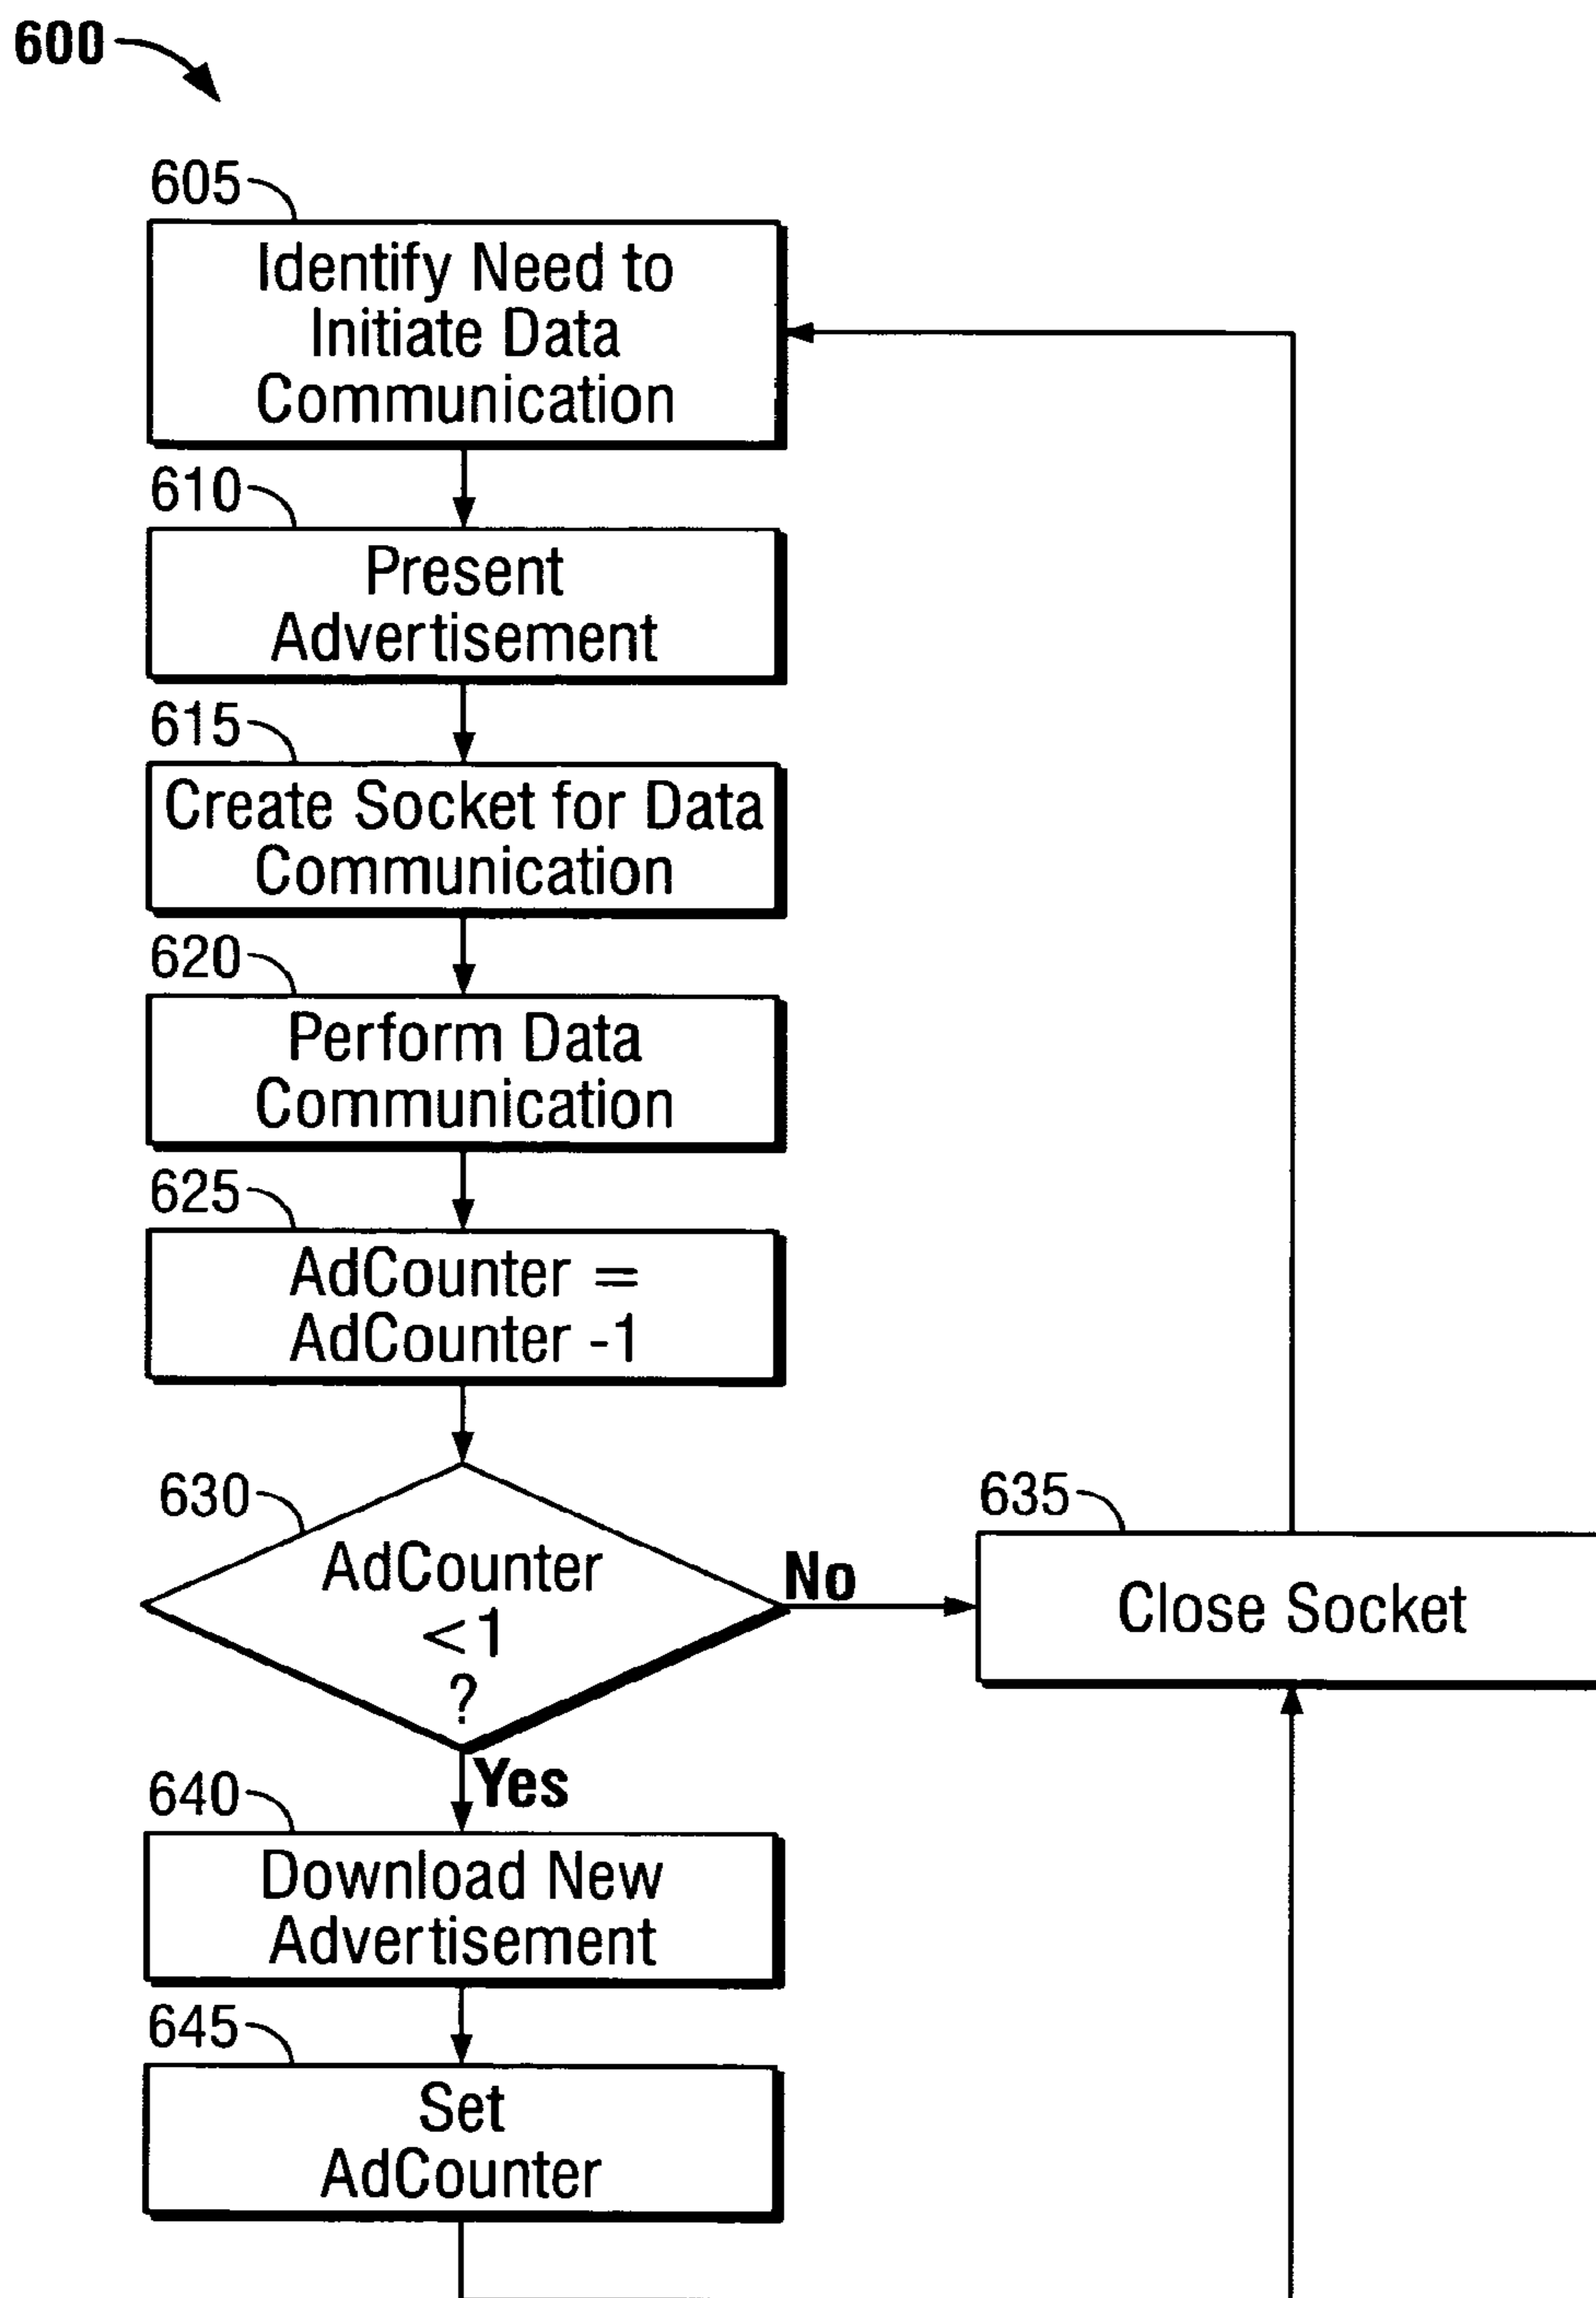 600
605
Identify Need to
Initiate Data
Communication
610
Present
Advertisement
615
Create Socket for Data
Communication
620
Perform Data
Communication
625
AdCounter =
AdCounter -1
630
AdCounter
<1
?
No
635
Close Socket
Yes
640
Download New
Advertisement
645
Set
AdCounter